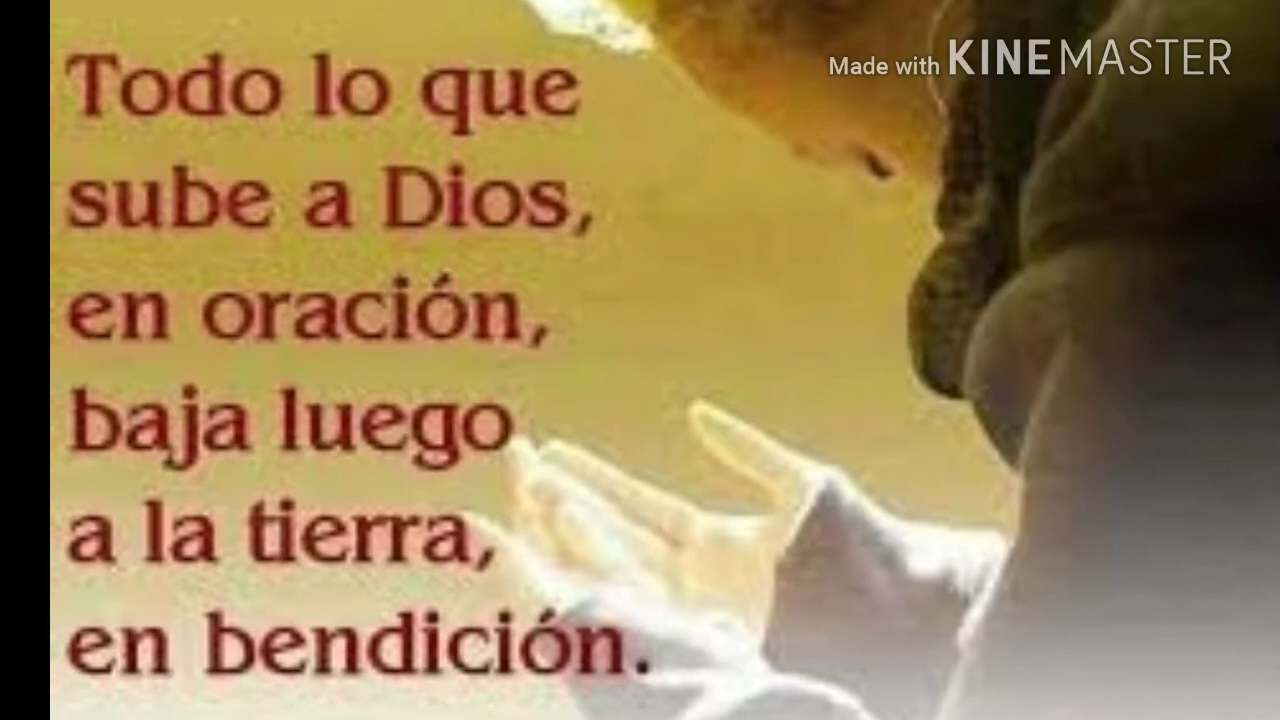 Made with KINEMASTER
Todo lo que
sube a Dios,
en oración,
baja luego
a la tierra,
en bendición.